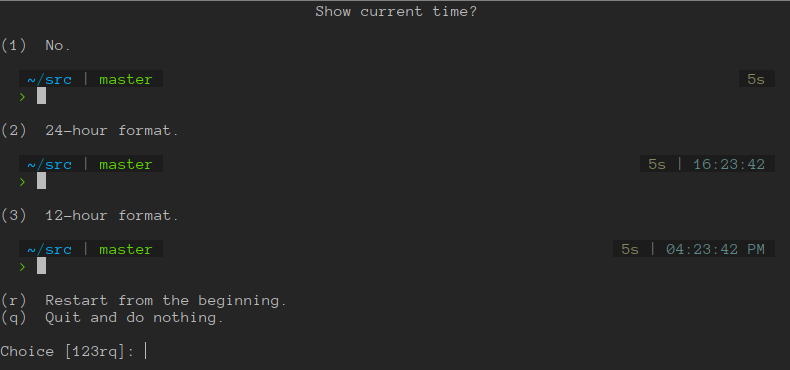 Show current time?
(1) No.
~/src | master 5s
>
(2) 24-hour format.
~/src | master 5s | 16:23:42
>
(3) 12-hour format.
~/src | master 5s | 04:23:42 PM
>
(r) Restart from the beginning.
(q) Quit and do nothing.
Choice [123rq]: